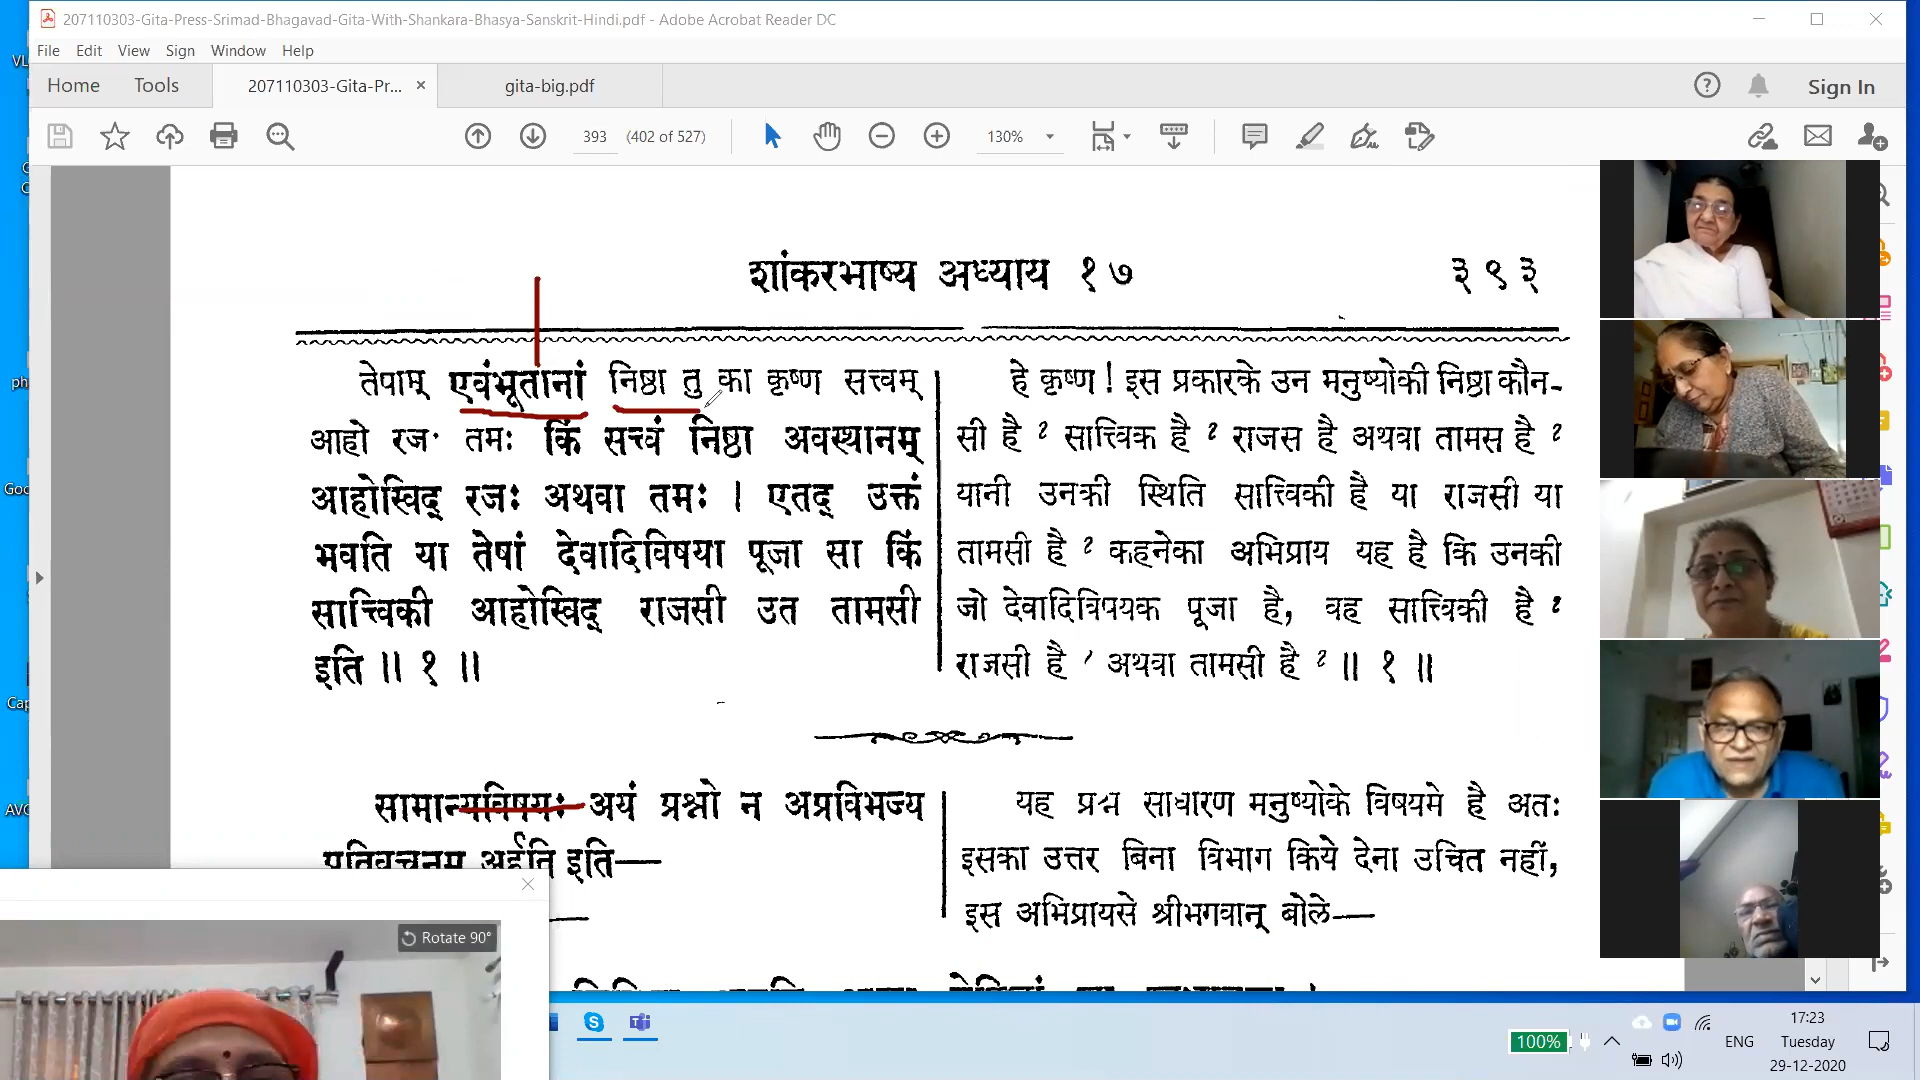 207110303-Gita-Press-Srimad-Bhagavad-Gita-With-Shankara-Bhasya-Sanskrit-Hindi.pdf - Adobe Acrobat Reader DC
File Edit View Sign Window Help
Home Tools 207110303-Gita-Pr... gita-big.pdf Sign In
393 (402 of 527) 130%
शांकरभाष्य अध्याय १७ ३९३
तेषाम् एवंभूतानां निष्ठा तु का कृष्ण सत्त्वम्
आहो रजः तमः किं सत्त्वं निष्ठा अवस्थानम्
आहोस्विद् रजः अथवा तमः । एतद् उक्तं
भवति या तेषां देवादिविषया पूजा सा किं
सात्त्विकी आहोस्विद् राजसी उत तामसी
इति ॥ १ ॥
हे कृष्ण ! इस प्रकारके उन मनुष्योकी निष्ठा कौन-
सी है ? सात्त्विक है ? राजस है अथवा तामस है ?
यानी उनकी स्थिति सात्त्विकी है या राजसी या
तामसी है ? कहनेका अभिप्राय यह है कि उनकी
जो देवादिविषयक पूजा है, वह सात्त्विकी है ?
राजसी है ? अथवा तामसी है ? ॥ १ ॥
सामान्यविषयः अयं प्रश्नो न अप्रविभज्य
प्रतिवचनम् अर्हति इति—
यह प्रश्न साधारण मनुष्योके विषयमे है अतः
इसका उत्तर बिना विभाग किये देना उचित नहीं,
इस अभिप्रायसे श्रीभगवान् बोले—
Rotate 90°
100% ENG
17:23
Tuesday
29-12-2020